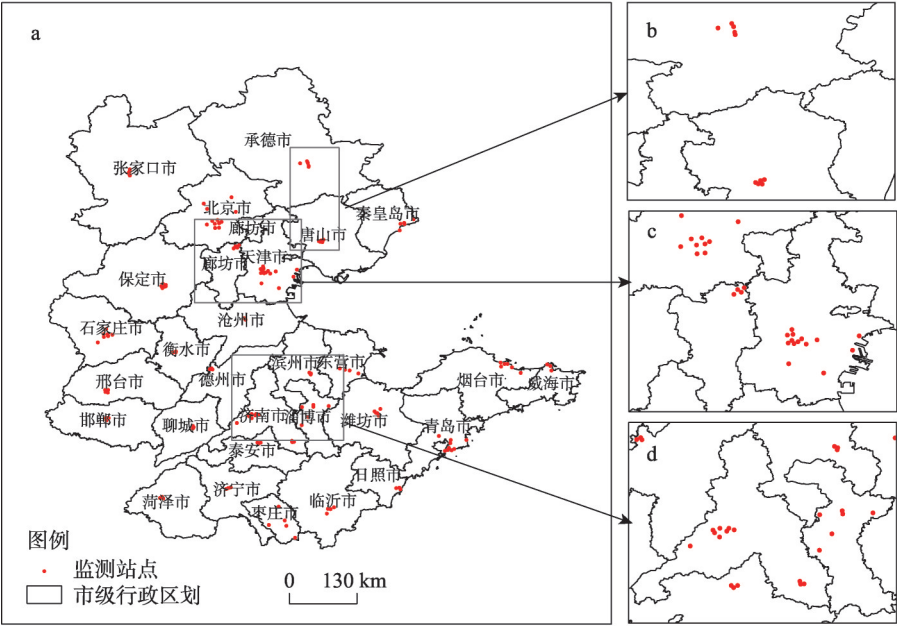 a
b
承德市
张家口市
北京市
秦皇岛市
廊坊市
唐山市
c
廊坊市
天津市
保定市
沧州市
石家庄市
衡水市
滨州市
东营市
德州市
烟台市
威海市
邢台市
邯郸市
聊城市
济南市
淄博市
潍坊市
青岛市
d
泰安市
日照市
菏泽市
济宁市
临沂市
枣庄市
图例
监测站点
市级行政区划
0 130 km